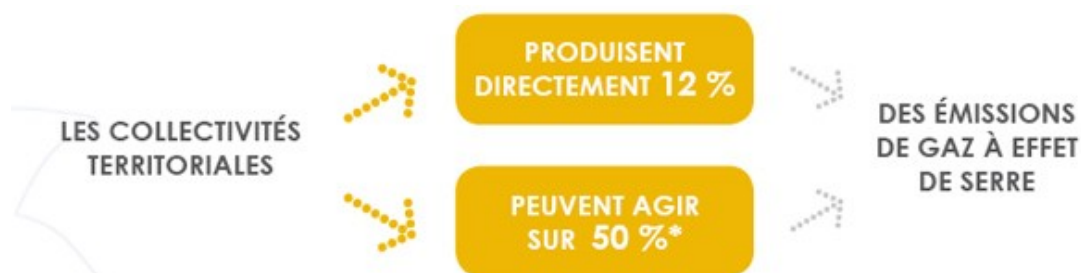 LES COLLECTIVITÉS
TERRITORIALES
PRODUISENT
DIRECTEMENT 12 %
PEUVENT AGIR
SUR 50 %*
DES ÉMISSIONS
DE GAZ À EFFET
DE SERRE